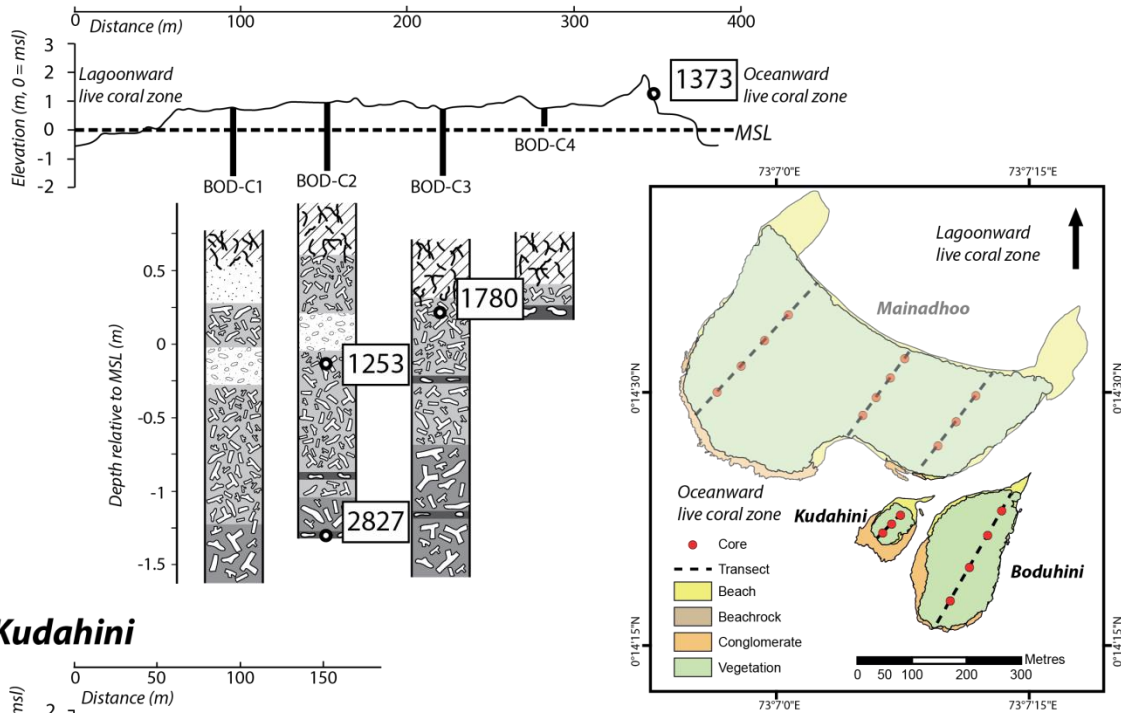 0 100 200 300 400
Distance (m)
Elevation (m, 0 = msl)
3
2
1
0
-1
-2
Lagoonward
live coral zone
1373
Oceanward
live coral zone
MSL
BOD-C1
BOD-C2
BOD-C3
BOD-C4
Depth relative to MSL (m)
0.5
0
-0.5
-1
-1.5
1780
1253
2827
73°7'0"E 73°7'15"E
Lagoonward
live coral zone
Mainadhoo
0°14'30"N 0°14'30"N
Oceanward
live coral zone
Kudahini
Boduhini
Core
Transect
Beach
Beachrock
Conglomerate
Vegetation
0°14'15"N 0°14'15"N
Metres
0 50 100 200 300
73°7'0"E 73°7'15"E
Kudahini
0 50 100 150
Distance (m)
msl)
2